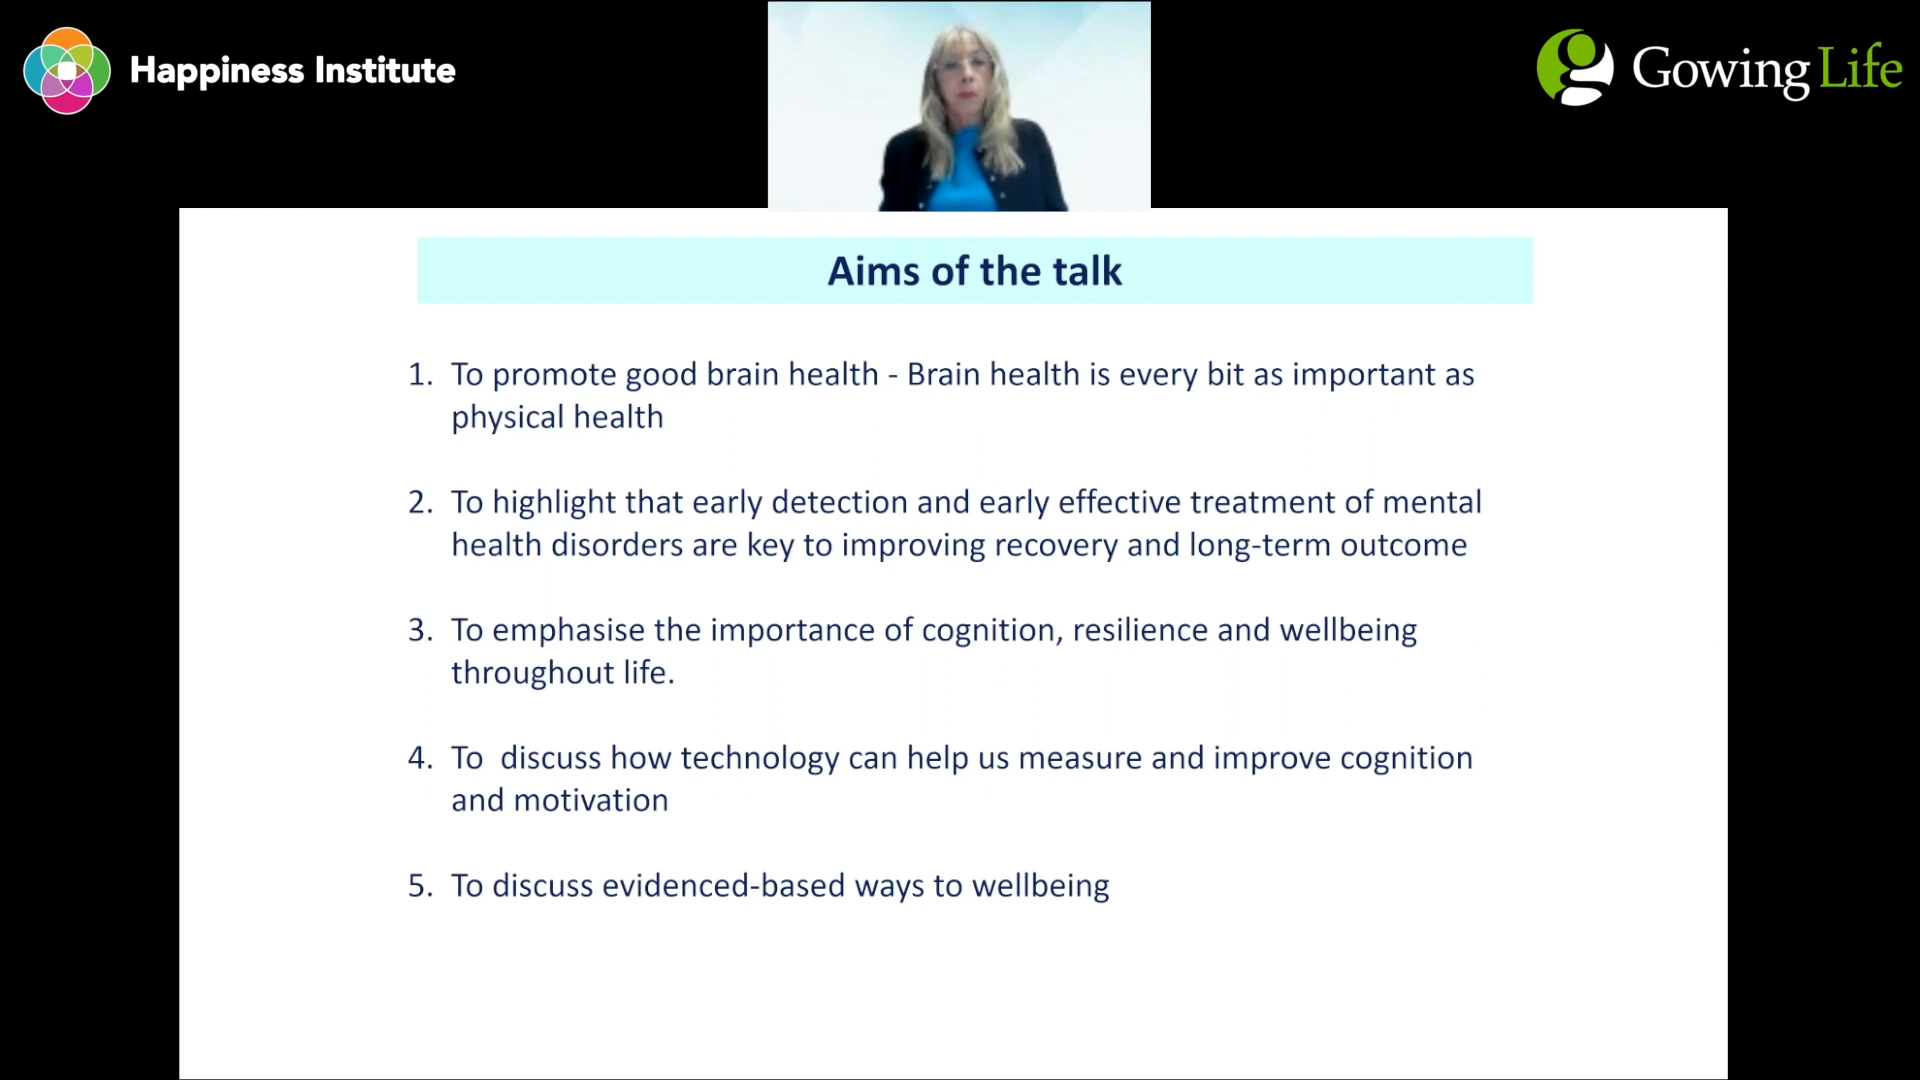 Happiness Institute
Gowing Life
Aims of the talk
1. To promote good brain health - Brain health is every bit as important as
physical health
2. To highlight that early detection and early effective treatment of mental
health disorders are key to improving recovery and long-term outcome
3. To emphasise the importance of cognition, resilience and wellbeing
throughout life.
4. To  discuss how technology can help us measure and improve cognition
and motivation
5. To discuss evidenced-based ways to wellbeing